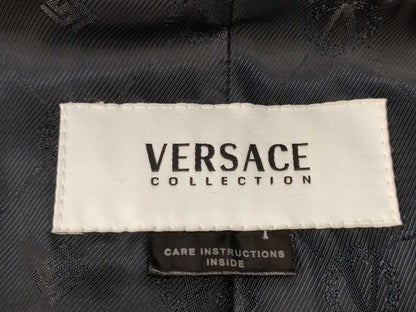 VERSACE
COLLECTION
CARE INSTRUCTIONS
INSIDE